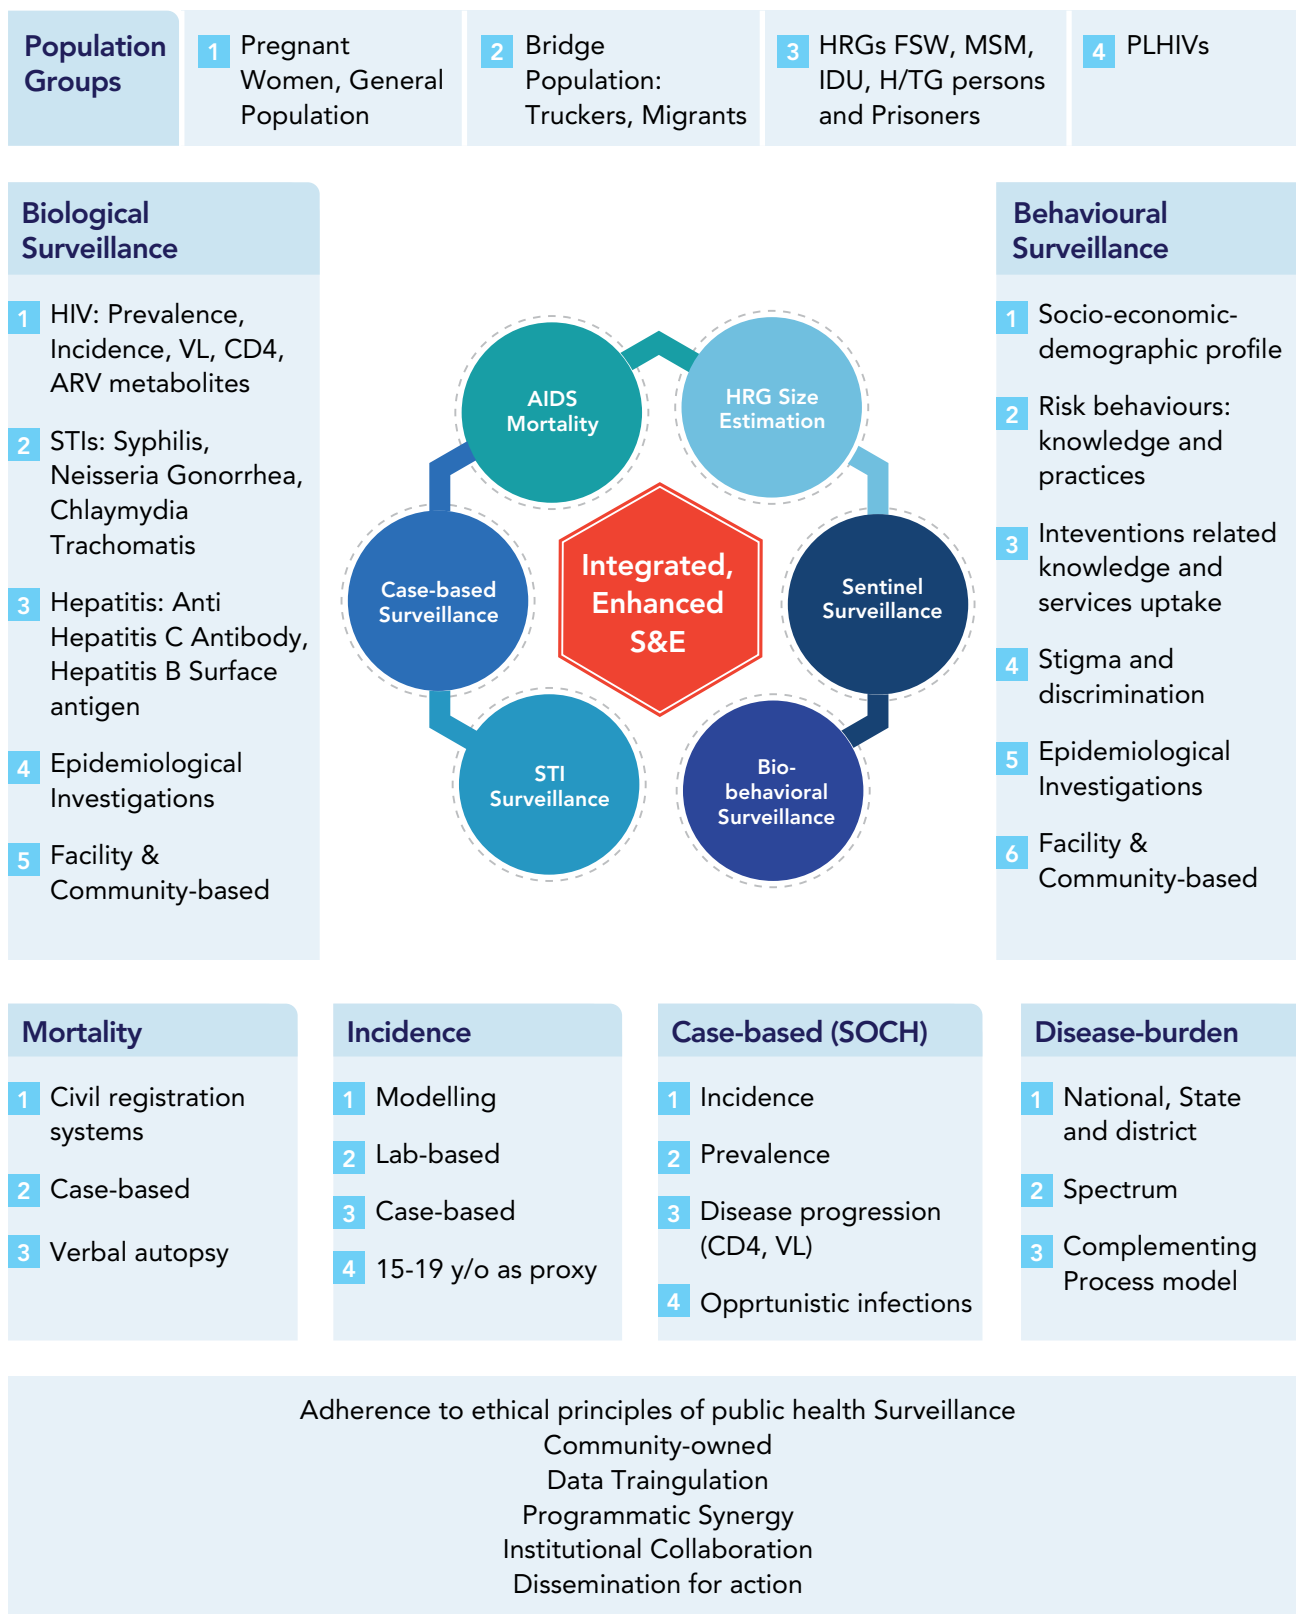 Population
Groups
1
Pregnant
Women, General
Population
2
Bridge
Population:
Truckers, Migrants
3
HRGs FSW, MSM,
IDU, H/TG persons
and Prisoners
4
PLHIVs
Biological
Surveillance
1
HIV: Prevalence,
Incidence, VL, CD4,
ARV metabolites
2
STIs: Syphilis,
Neisseria Gonorrhea,
Chlaymydia
Trachomatis
3
Hepatitis: Anti
Hepatitis C Antibody,
Hepatitis B Surface
antigen
4
Epidemiological
Investigations
5
Facility &
Community-based
AIDS
Mortality
HRG Size
Estimation
Case-based
Surveillance
Integrated,
Enhanced
S&E
Sentinel
Surveillance
STI
Surveillance
Bio-
behavioral
Surveillance
Behavioural
Surveillance
1
Socio-economic-
demographic profile
2
Risk behaviours:
knowledge and
practices
3
Inteventions related
knowledge and
services uptake
4
Stigma and
discrimination
5
Epidemiological
Investigations
6
Facility &
Community-based
Mortality
1
Civil registration
systems
2
Case-based
3
Verbal autopsy
Incidence
1
Modelling
2
Lab-based
3
Case-based
4
15-19 y/o as proxy
Case-based (SOCH)
1
Incidence
2
Prevalence
3
Disease progression
(CD4, VL)
4
Opprtunistic infections
Disease-burden
1
National, State
and district
2
Spectrum
3
Complementing
Process model
Adherence to ethical principles of public health Surveillance
Community-owned
Data Traingulation
Programmatic Synergy
Institutional Collaboration
Dissemination for action